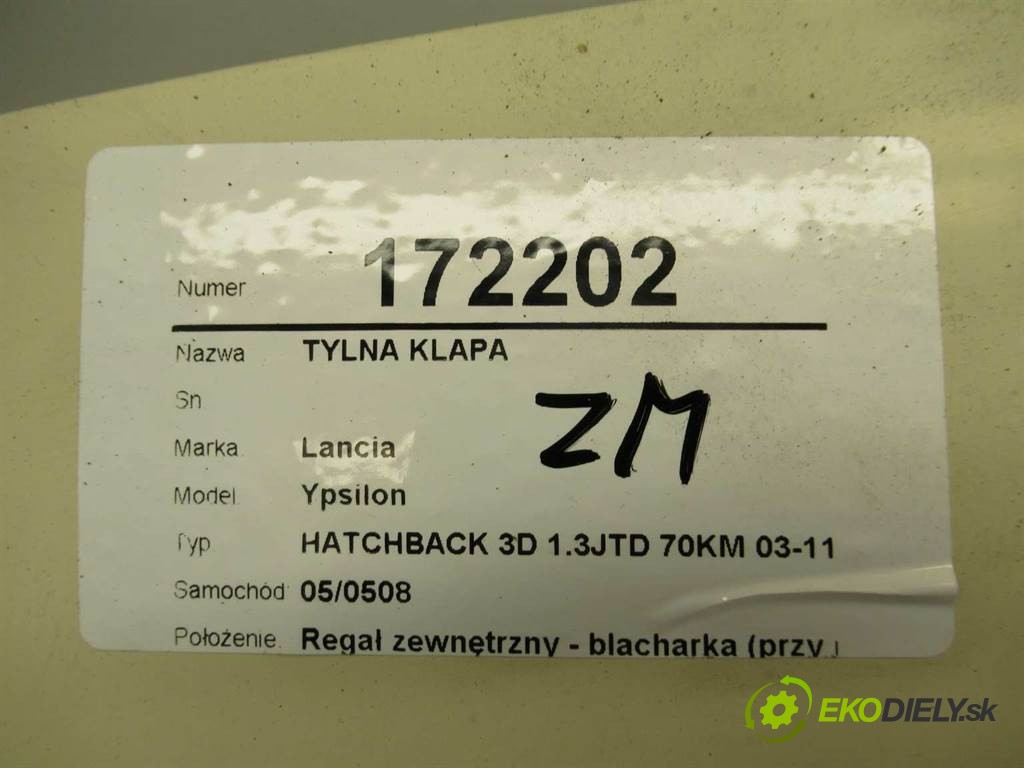 Numer 172202
Nazwa TYLNA KLAPA
Sn
ZM
Marka Lancia
Model Ypsilon
Typ HATCHBACK 3D 1.3JTD 70KM 03-11
Samochód 05/0508
Położenie Regał zewnętrzny - blacharka (przy
EKODIELY.sk